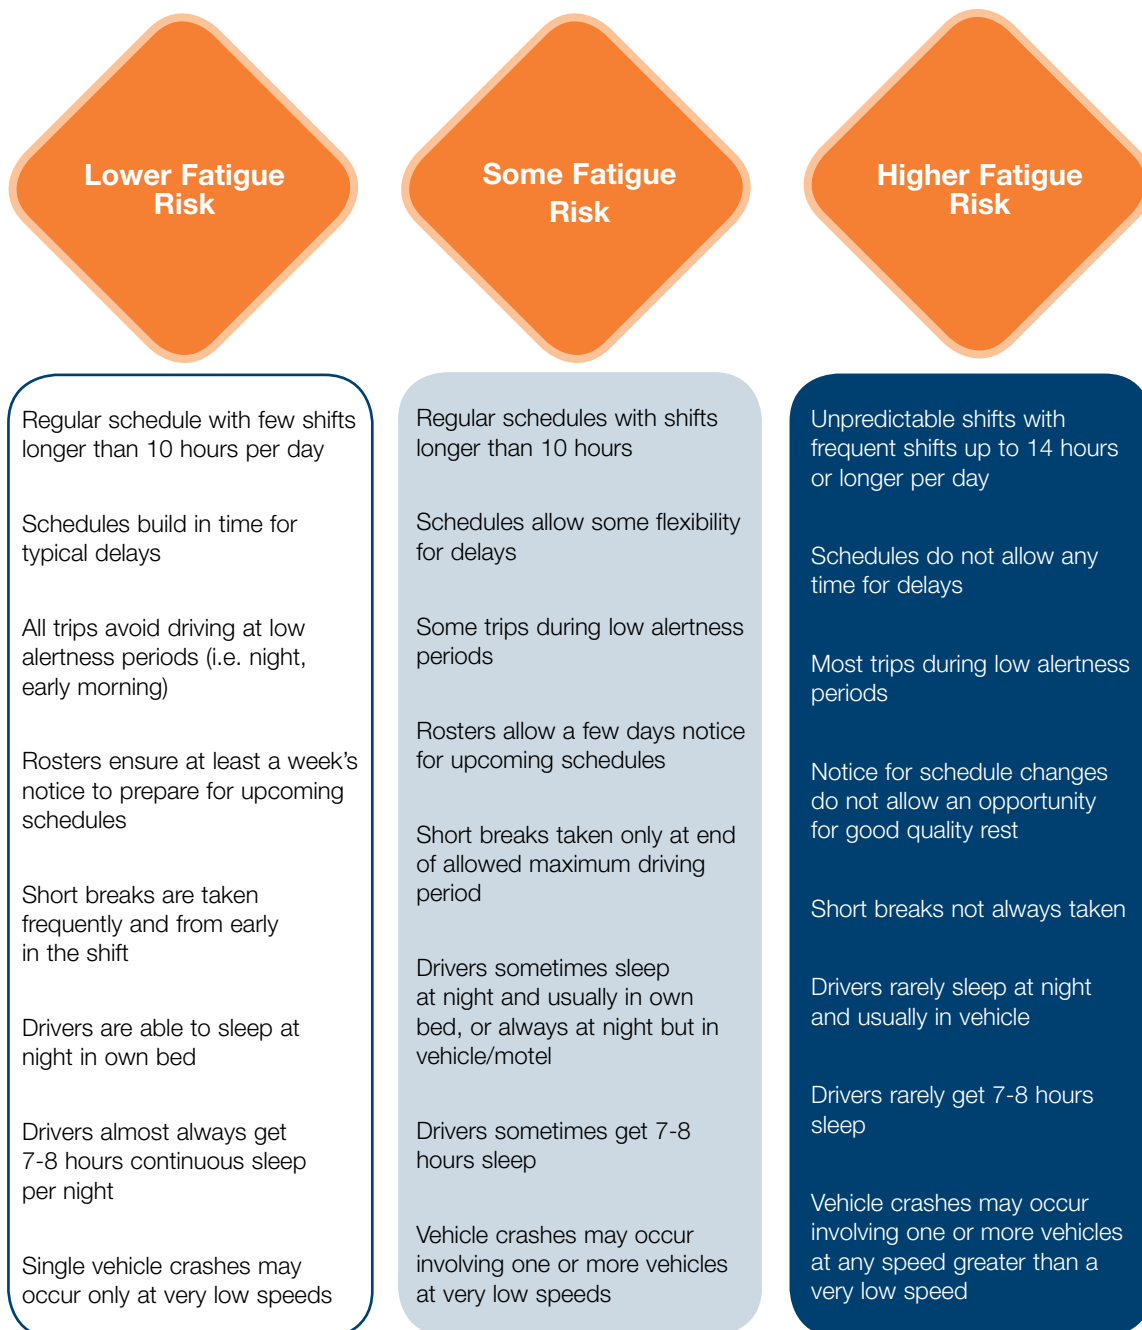 Lower Fatigue
Risk
Some Fatigue
Risk
Higher Fatigue
Risk
Regular schedule with few shifts
longer than 10 hours per day
Schedules build in time for
typical delays
All trips avoid driving at low
alertness periods (i.e. night,
early morning)
Rosters ensure at least a week’s
notice to prepare for upcoming
schedules
Short breaks are taken
frequently and from early
in the shift
Drivers are able to sleep at
night in own bed
Drivers almost always get
7-8 hours continuous sleep
per night
Single vehicle crashes may
occur only at very low speeds
Regular schedules with shifts
longer than 10 hours
Schedules allow some flexibility
for delays
Some trips during low alertness
periods
Rosters allow a few days notice
for upcoming schedules
Short breaks taken only at end
of allowed maximum driving
period
Drivers sometimes sleep
at night and usually in own
bed, or always at night but in
vehicle/motel
Drivers sometimes get 7-8
hours sleep
Vehicle crashes may occur
involving one or more vehicles
at very low speeds
Unpredictable shifts with
frequent shifts up to 14 hours
or longer per day
Schedules do not allow any
time for delays
Most trips during low alertness
periods
Notice for schedule changes
do not allow an opportunity
for good quality rest
Short breaks not always taken
Drivers rarely sleep at night
and usually in vehicle
Drivers rarely get 7-8 hours
sleep
Vehicle crashes may occur
involving one or more vehicles
at any speed greater than a
very low speed